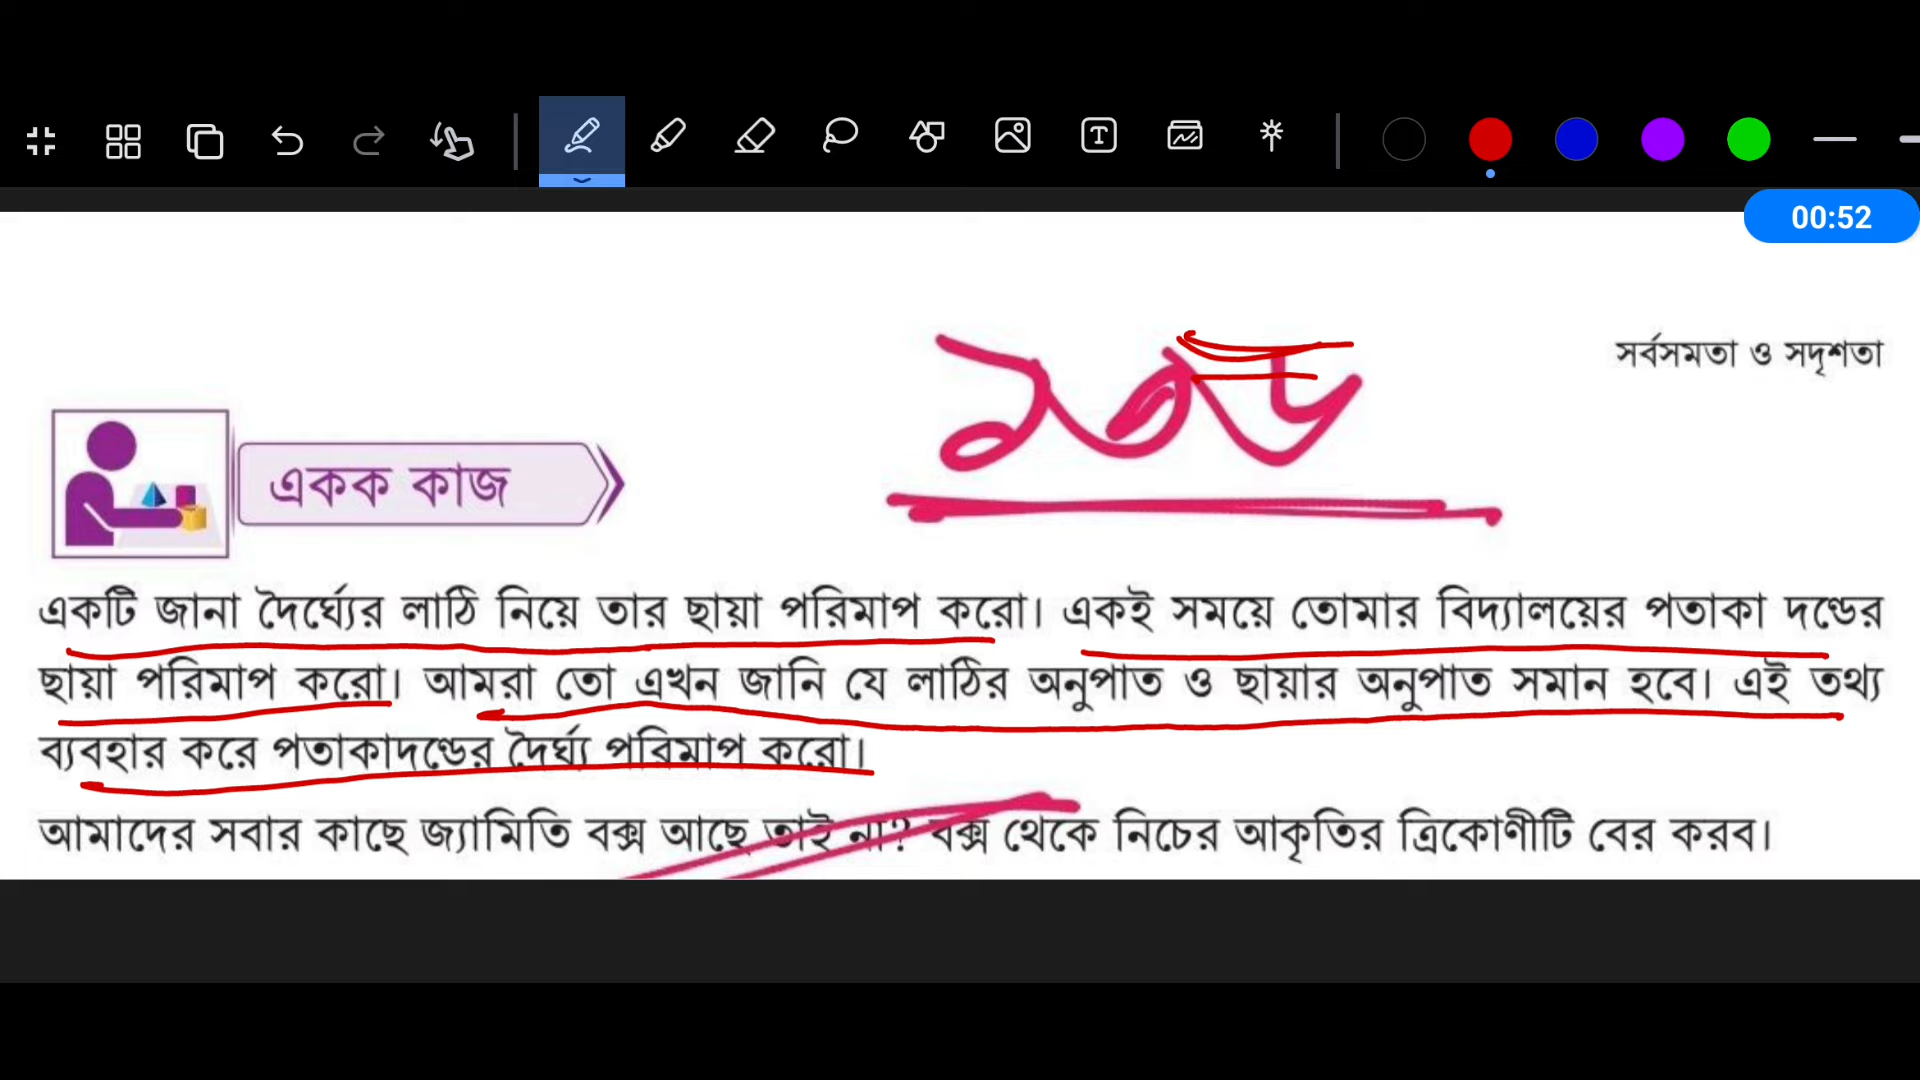 00:52
সর্বসমতা ও সদৃশতা
একক কাজ
একটি জানা দৈর্ঘ্যের লাঠি নিয়ে তার ছায়া পরিমাপ করো। একই সময়ে তোমার বিদ্যালয়ের পতাকা দণ্ডের
ছায়া পরিমাপ করো। আমরা তো এখন জানি যে লাঠির অনুপাত ও ছায়ার অনুপাত সমান হবে। এই তথ্য
ব্যবহার করে পতাকাদণ্ডের দৈর্ঘ্য পরিমাপ করো।
আমাদের সবার কাছে জ্যামিতি বক্স আছে তাই না? বক্স থেকে নিচের আকৃতির ত্রিকোণীটি বের করব।